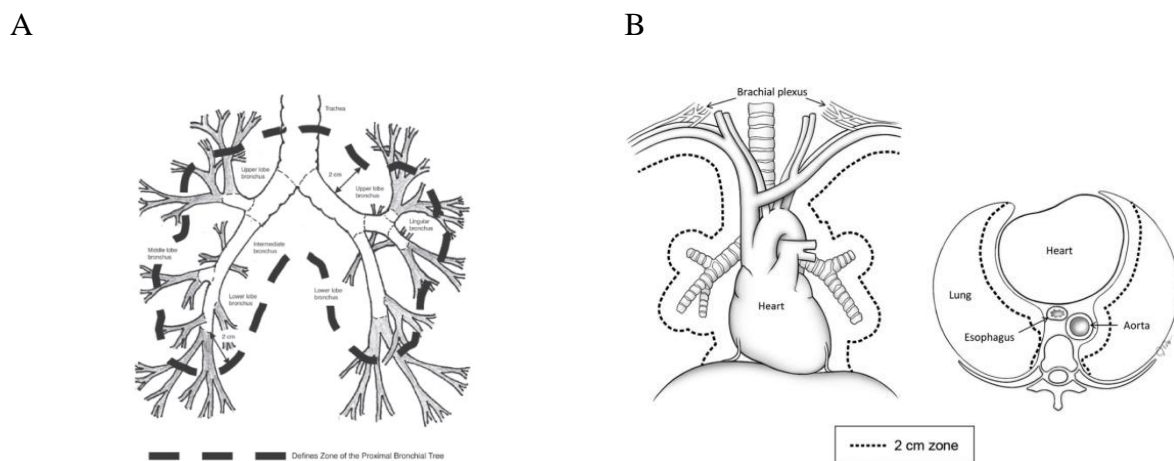 A
B
Trachea
Upper lobe
bronchus
2 cm
Upper lobe
bronchus
Lingular
bronchus
Middle lobe
bronchus
Intermediate
bronchus
Lower lobe
bronchus
Lower lobe
bronchus
2 cm
Defines Zone of the Proximal Bronchial Tree
Brachial plexus
Heart
Heart
Lung
Esophagus
Aorta
2 cm zone